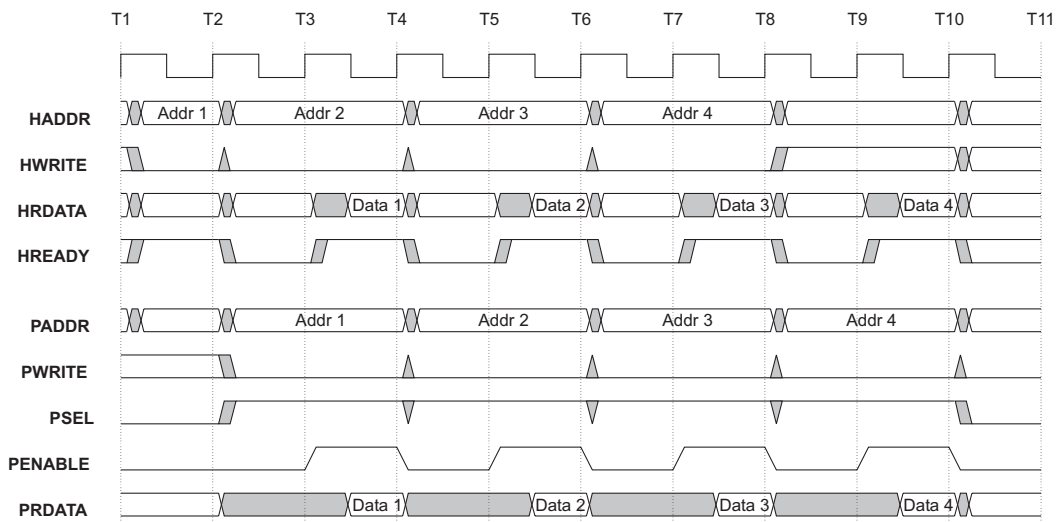 T1 T2 T3 T4 T5 T6 T7 T8 T9 T10 T11
HADDR Addr 1 Addr 2 Addr 3 Addr 4
HWRITE
HRDATA Data 1 Data 2 Data 3 Data 4
HREADY
PADDR Addr 1 Addr 2 Addr 3 Addr 4
PWRITE
PSEL
PENABLE
PRDATA Data 1 Data 2 Data 3 Data 4